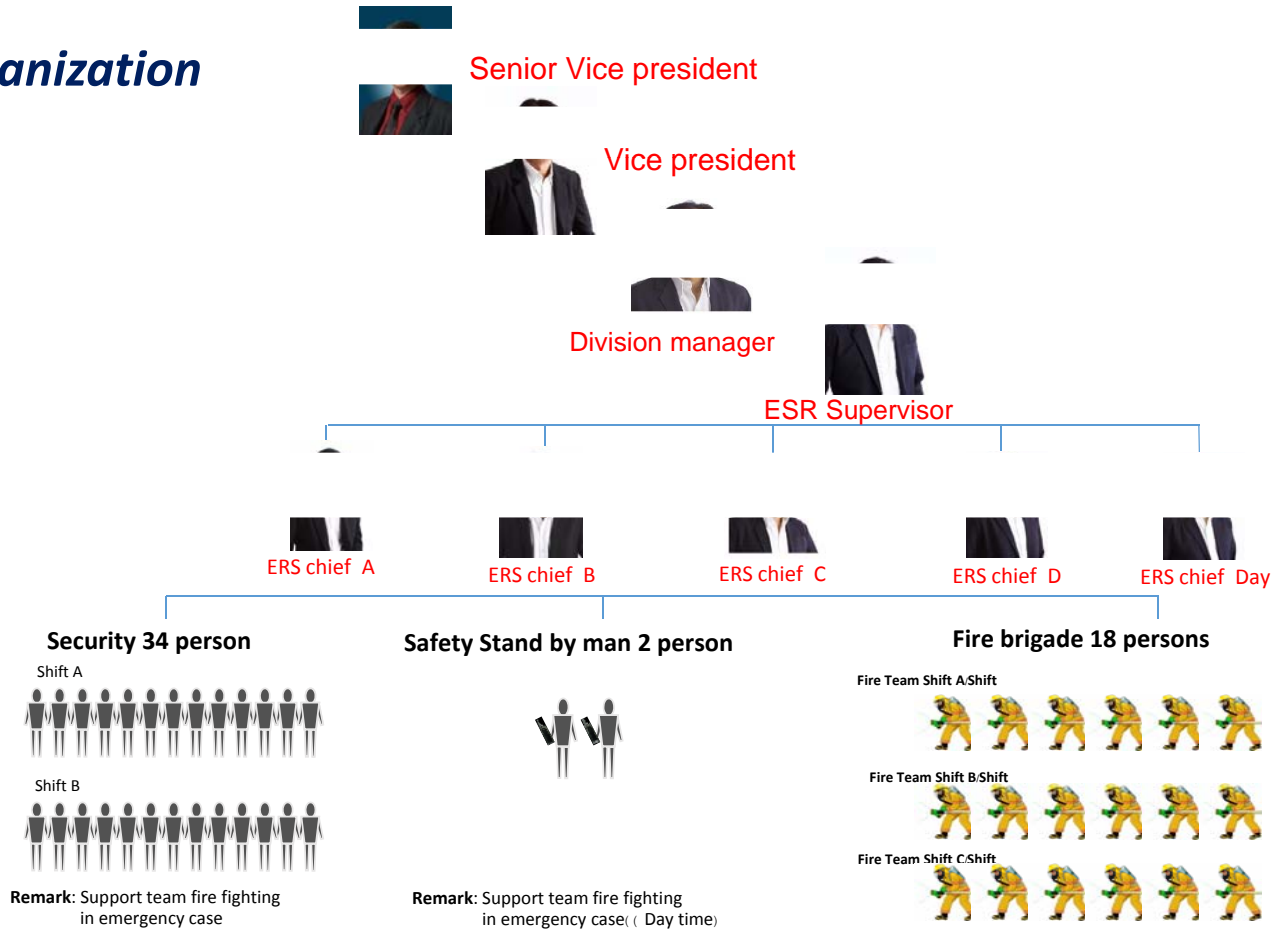 anization
Senior Vice president
Vice president
Division manager
ESR Supervisor
ERS chief A
ERS chief B
ERS chief C
ERS chief D
ERS chief Day
Security 34 person
Shift A
Shift B
Remark: Support team fire fighting
in emergency case
Safety Stand by man 2 person
Remark: Support team fire fighting
in emergency case(( Day time)
Fire brigade 18 persons
Fire Team Shift A/Shift
Fire Team Shift B/Shift
Fire Team Shift C/Shift